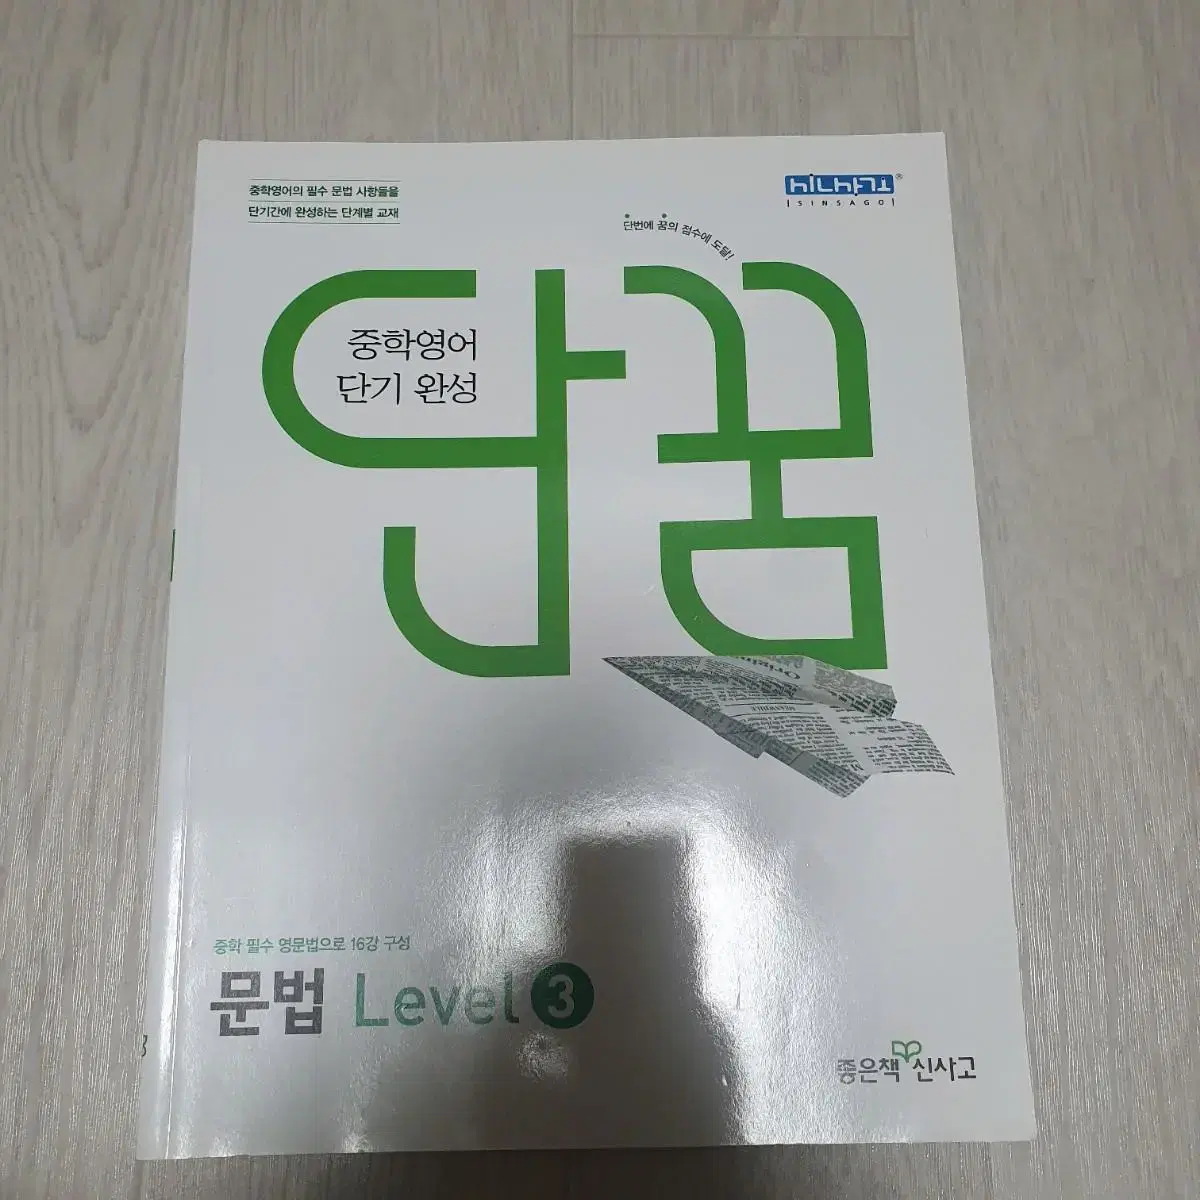 중학영어의 필수 문법 사항들을
단기간에 완성하는 단계별 교재
신사고®
SINSAGO
단번에 꿈의 점수에 도달!
단꿈
중학영어
단기 완성
Origin
MEANWHILE
중학 필수 영문법으로 16강 구성
문법 Level 3
좋은책 신사고
3